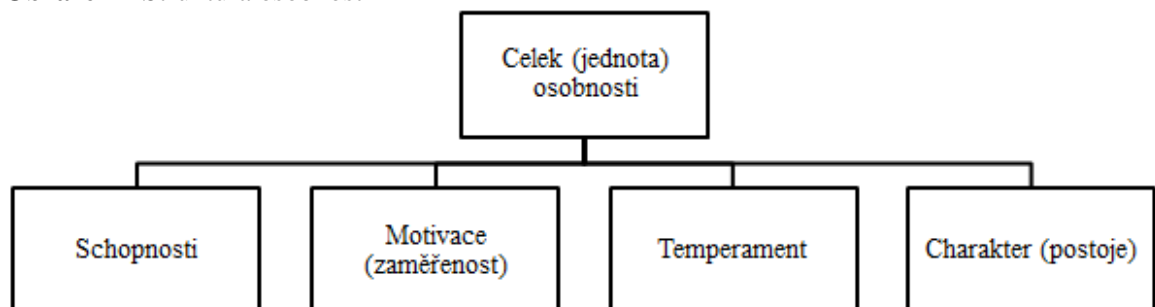 Celek (jednota)
osobnosti
Schopnosti
Motivace
(zaměřenost)
Temperament
Charakter (postoje)